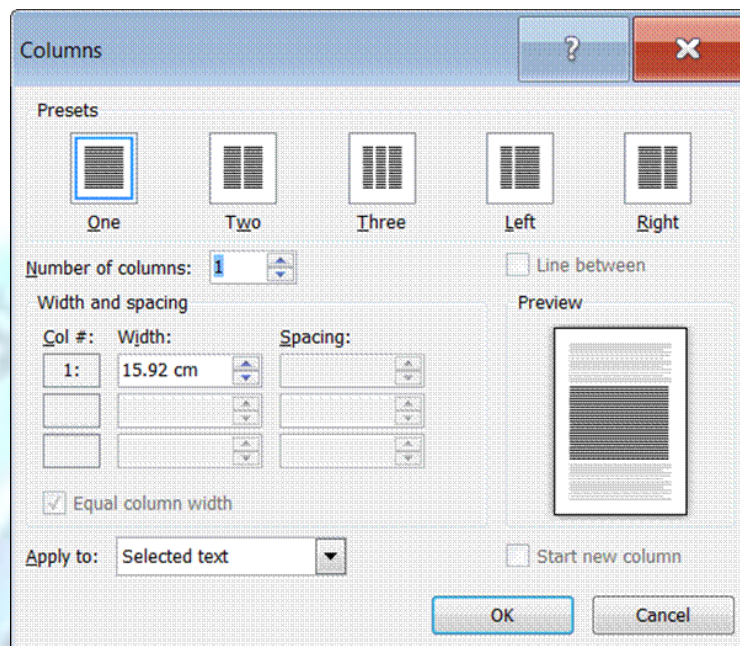 Columns
Presets
One Two Three Left Right
Number of columns: 1 Line between
Width and spacing Preview
Col #: Width: Spacing:
1: 15.92 cm
Equal column width
Apply to: Selected text Start new column
OK Cancel